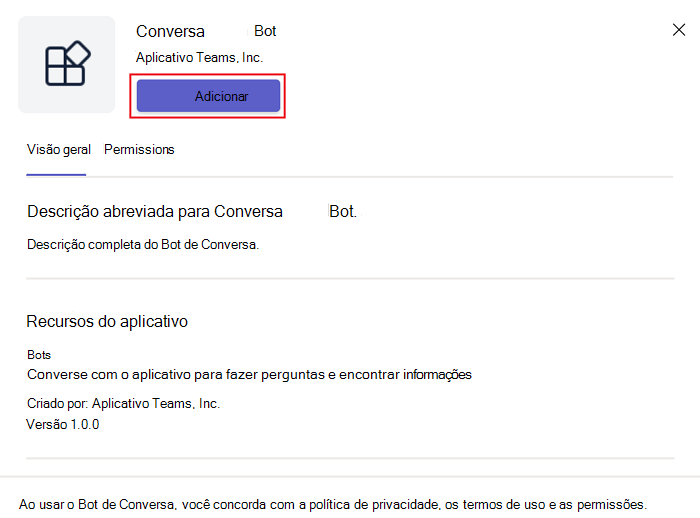 Conversa Bot
Aplicativo Teams, Inc.
Adicionar
Visão geral Permissions
Descrição abreviada para Conversa Bot.
Descrição completa do Bot de Conversa.
Recursos do aplicativo
Bots
Converse com o aplicativo para fazer perguntas e encontrar informações
Criado por: Aplicativo Teams, Inc.
Versão 1.0.0
Ao usar o Bot de Conversa, você concorda com a política de privacidade, os termos de uso e as permissões.